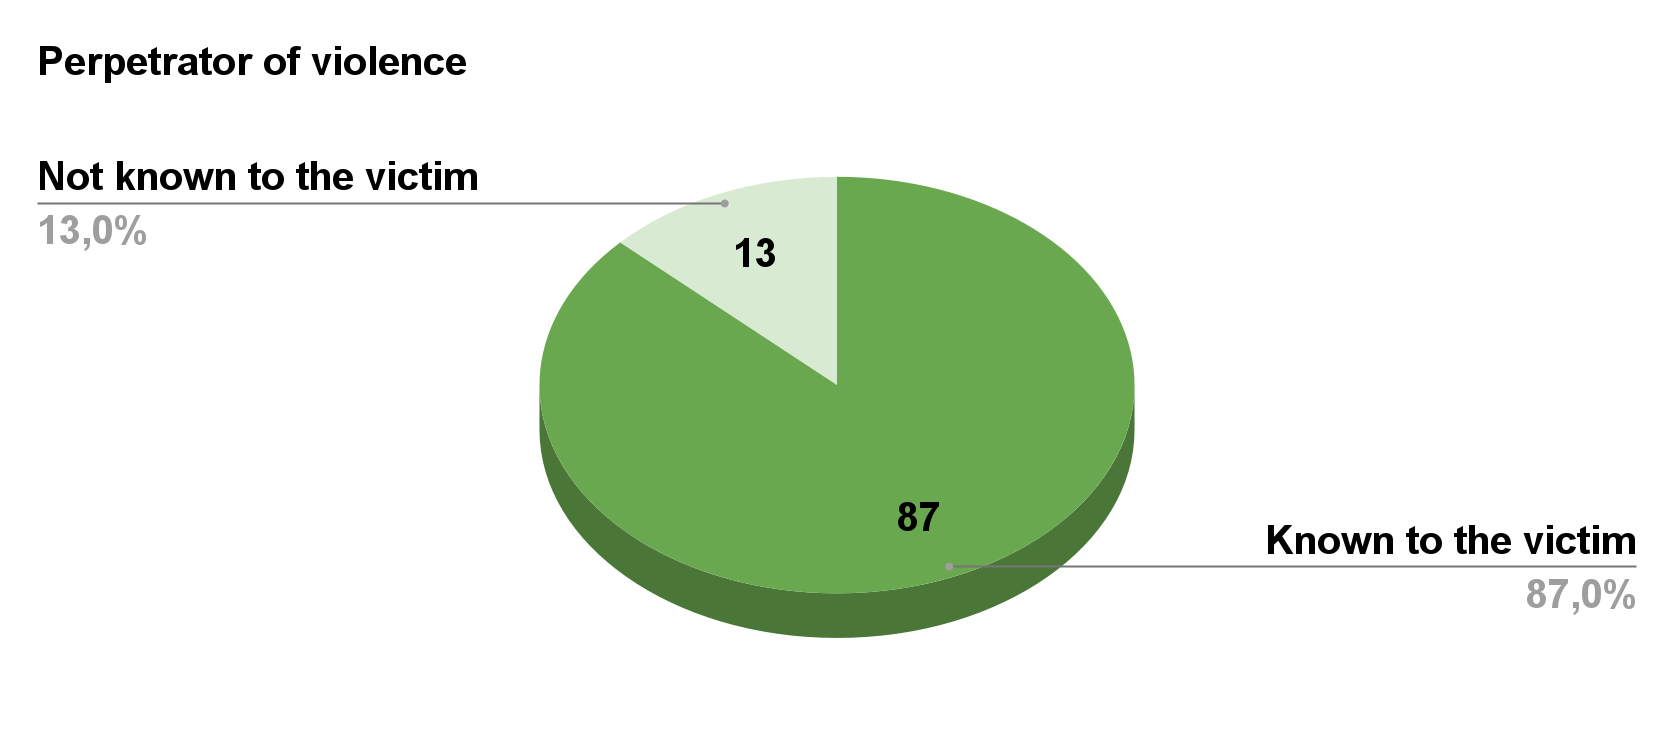 Perpetrator of violence
Not known to the victim
13,0%
13
87
Known to the victim
87,0%